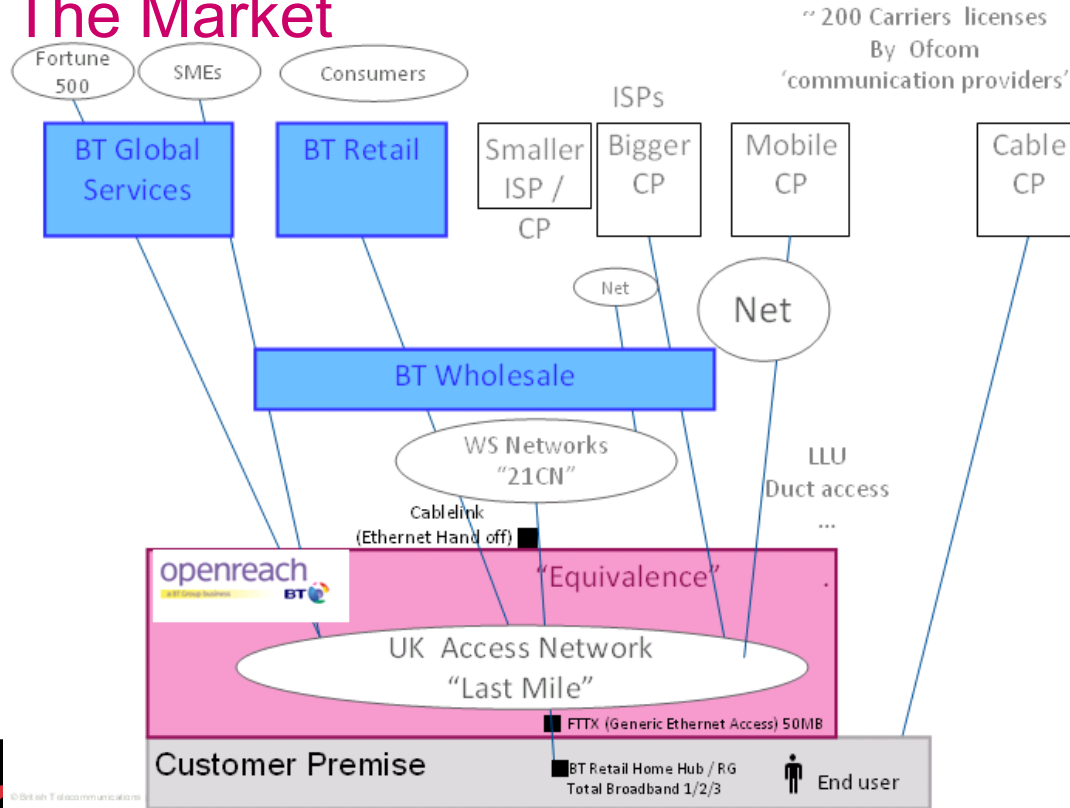 The Market
~ 200 Carriers licenses
By Ofcom
‘communication providers’
Fortune
500
SMEs
Consumers
ISPs
BT Global
Services
BT Retail
Smaller
ISP /
CP
Bigger
CP
Mobile
CP
Cable
CP
Net
Net
BT Wholesale
WS Networks
“21CN”
LLU
Duct access
...
Cablelink
(Ethernet Hand off)
openreach
a BT Group business
BT
“Equivalence”
.
UK Access Network
“Last Mile”
FTTX (Generic Ethernet Access) 50MB
Customer Premise
BT Retail Home Hub / RG
Total Broadband 1/2/3
End user
© British Telecommunications